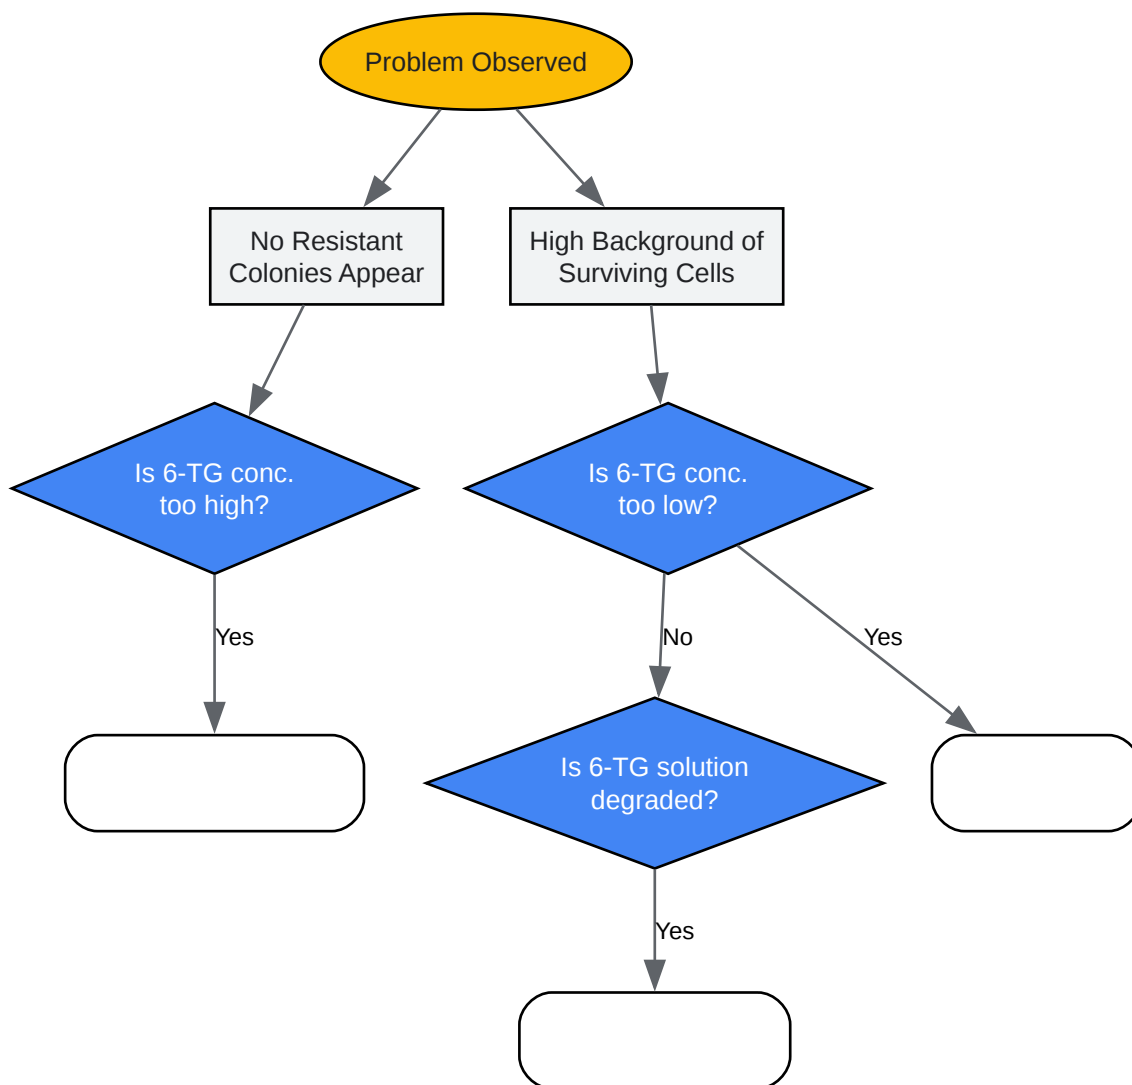 Problem Observed
No Resistant
Colonies Appear
High Background of
Surviving Cells
Is 6-TG conc.
too high?
Is 6-TG conc.
too low?
Yes
No
Yes
Is 6-TG solution
degraded?
Yes